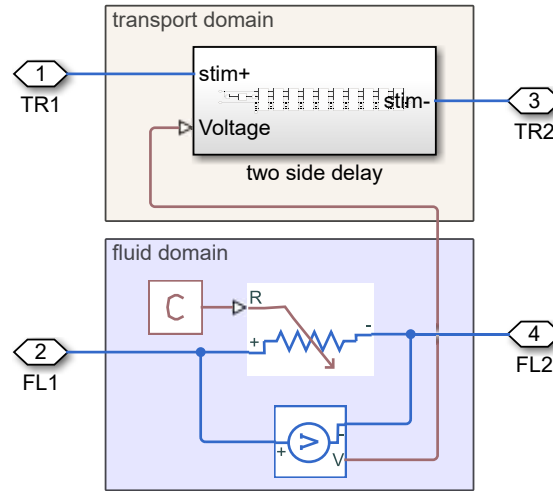 transport domain
1
TR1
stim+
stim-
3
TR2
Voltage
two side delay
fluid domain
C
R
+
-
2
FL1
4
FL2
V
+
-
V